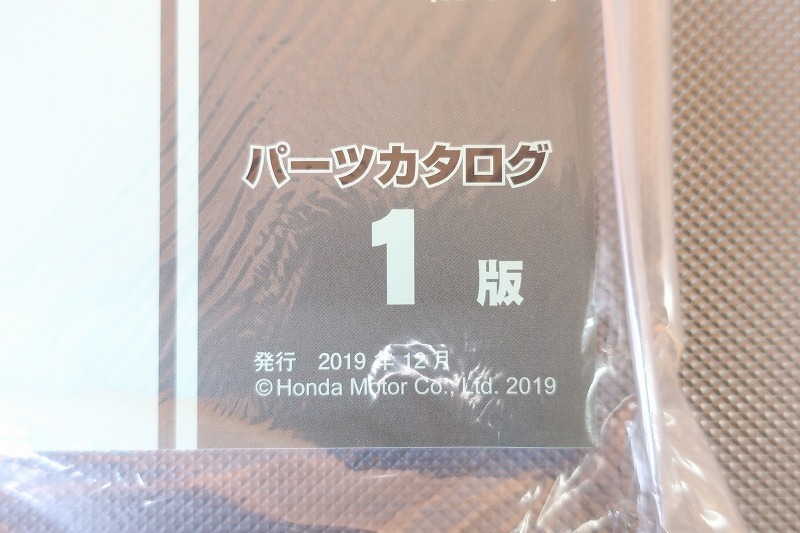 パーツカタログ
1 版
発行 2019 年 12 月
©Honda Motor Co., Ltd. 2019